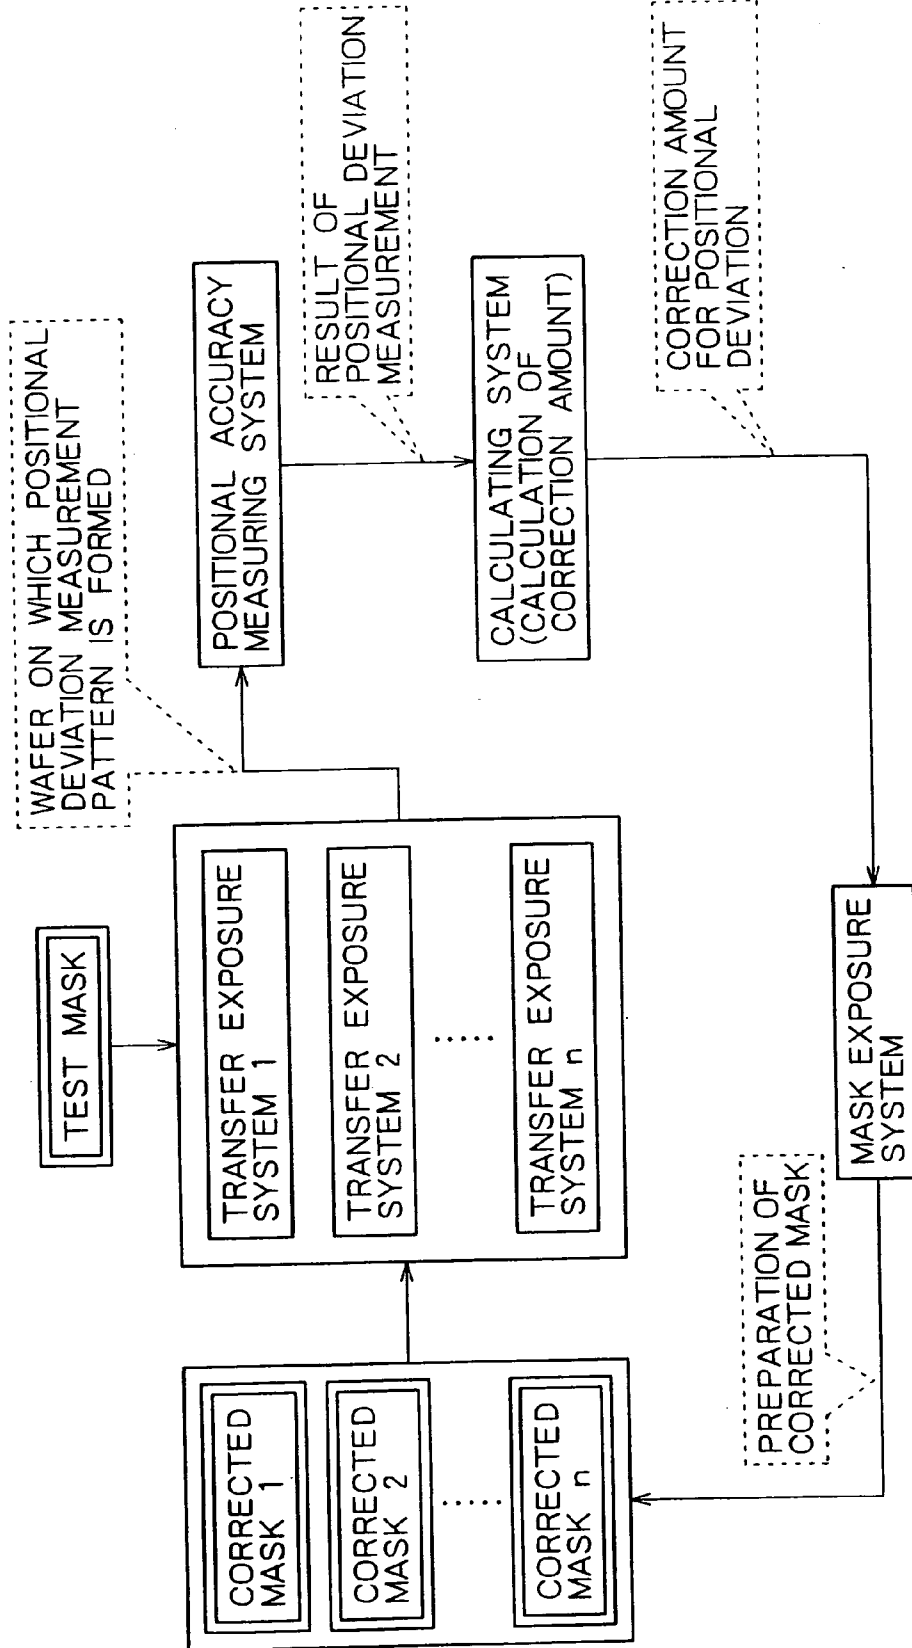 TEST MASK
WAFER ON WHICH POSITIONAL
DEVIATION MEASUREMENT
PATTERN IS FORMED
CORRECTED
MASK 1
CORRECTED
MASK 2
......
CORRECTED
MASK n
TRANSFER EXPOSURE
SYSTEM 1
TRANSFER EXPOSURE
SYSTEM 2
.....
TRANSFER EXPOSURE
SYSTEM n
POSITIONAL ACCURACY
MEASURING SYSTEM
RESULT OF
POSITIONAL DEVIATION
MEASUREMENT
CALCULATING SYSTEM
(CALCULATION OF
CORRECTION AMOUNT)
CORRECTION AMOUNT
FOR POSITIONAL
DEVIATION
PREPARATION OF
CORRECTED MASK
MASK EXPOSURE
SYSTEM